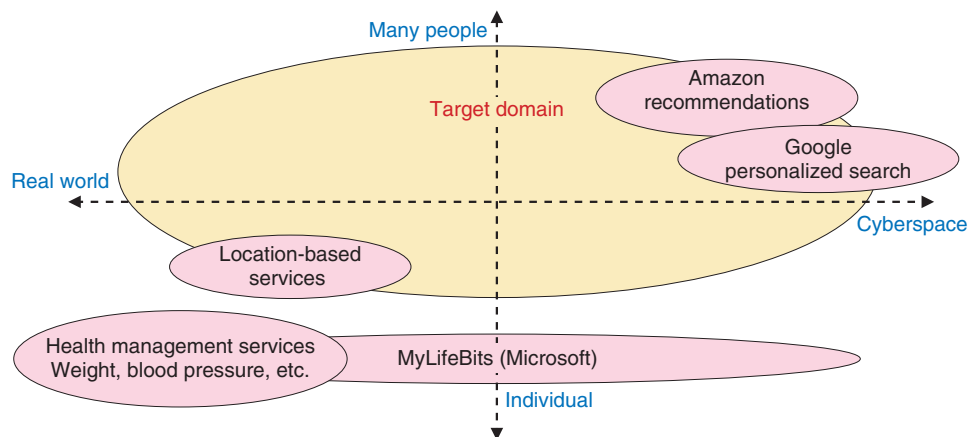 Many people
Amazon
recommendations
Target domain
Google
personalized search
Real world
Cyberspace
Location-based
services
Health management services
Weight, blood pressure, etc.
MyLifeBits (Microsoft)
Individual